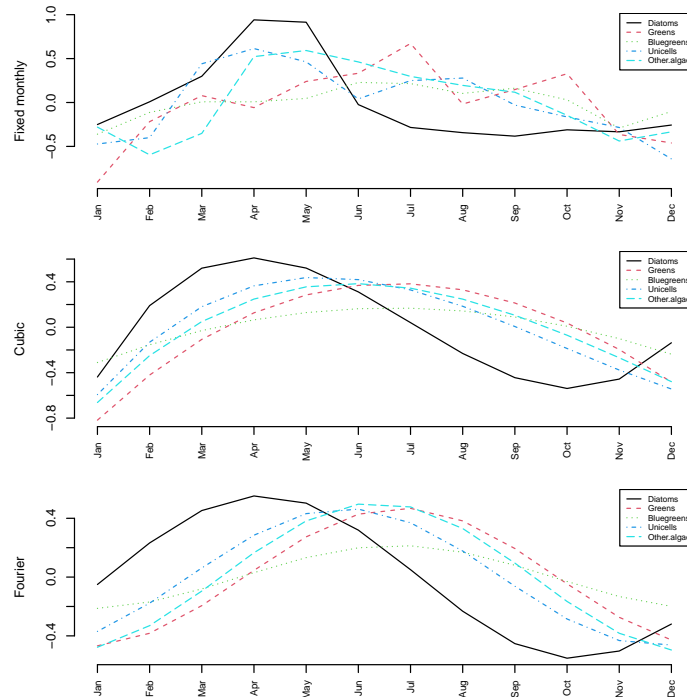 Fixed monthly
1.0
0.5
0.0
−0.5
Diatoms
Greens
Bluegreens
Unicells
Other.algae
Jan Feb Mar Apr May Jun Jul Aug Sep Oct Nov Dec
Cubic
0.4
0.0
−0.4
−0.8
Diatoms
Greens
Bluegreens
Unicells
Other.algae
Jan Feb Mar Apr May Jun Jul Aug Sep Oct Nov Dec
Fourier
0.4
0.0
−0.4
Diatoms
Greens
Bluegreens
Unicells
Other.algae
Jan Feb Mar Apr May Jun Jul Aug Sep Oct Nov Dec